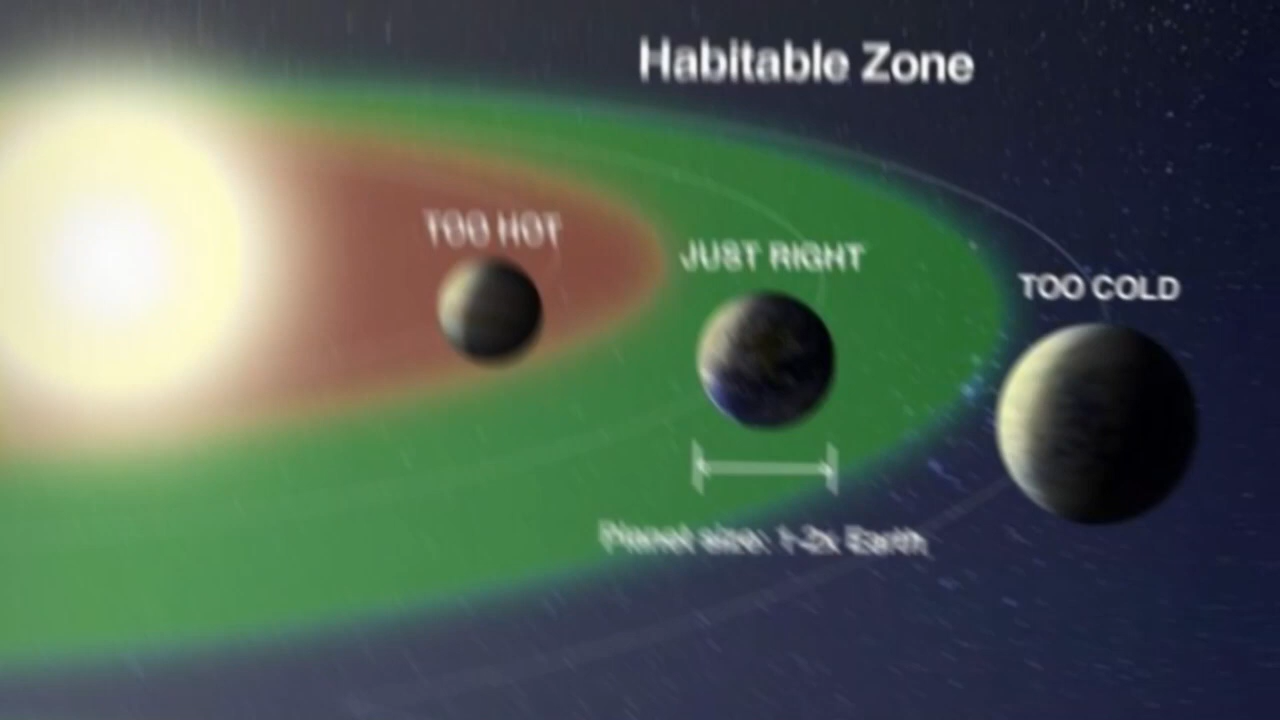 Habitable Zone
TOO HOT
JUST RIGHT
TOO COLD
Planet size: 1-2x Earth